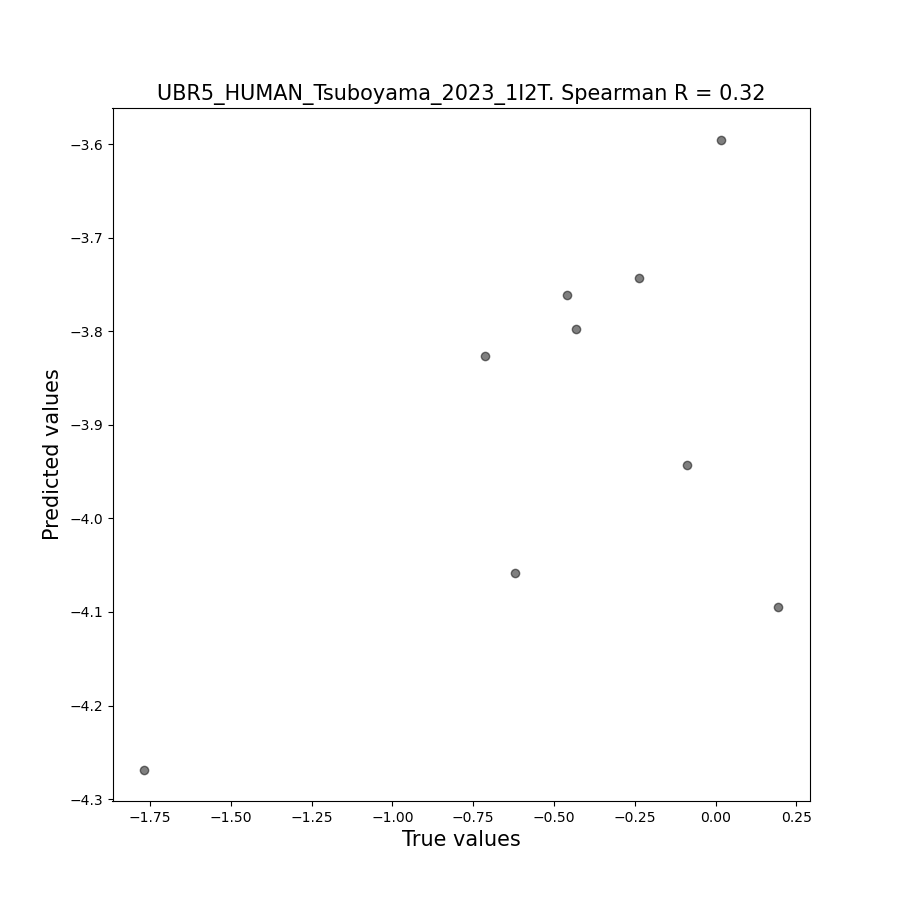 UBR5_HUMAN_Tsuboyama_2023_1I2T. Spearman R = 0.32
Predicted values
−3.6
−3.7
−3.8
−3.9
−4.0
−4.1
−4.2
−4.3
−1.75 −1.50 −1.25 −1.00 −0.75 −0.50 −0.25 0.00 0.25
True values